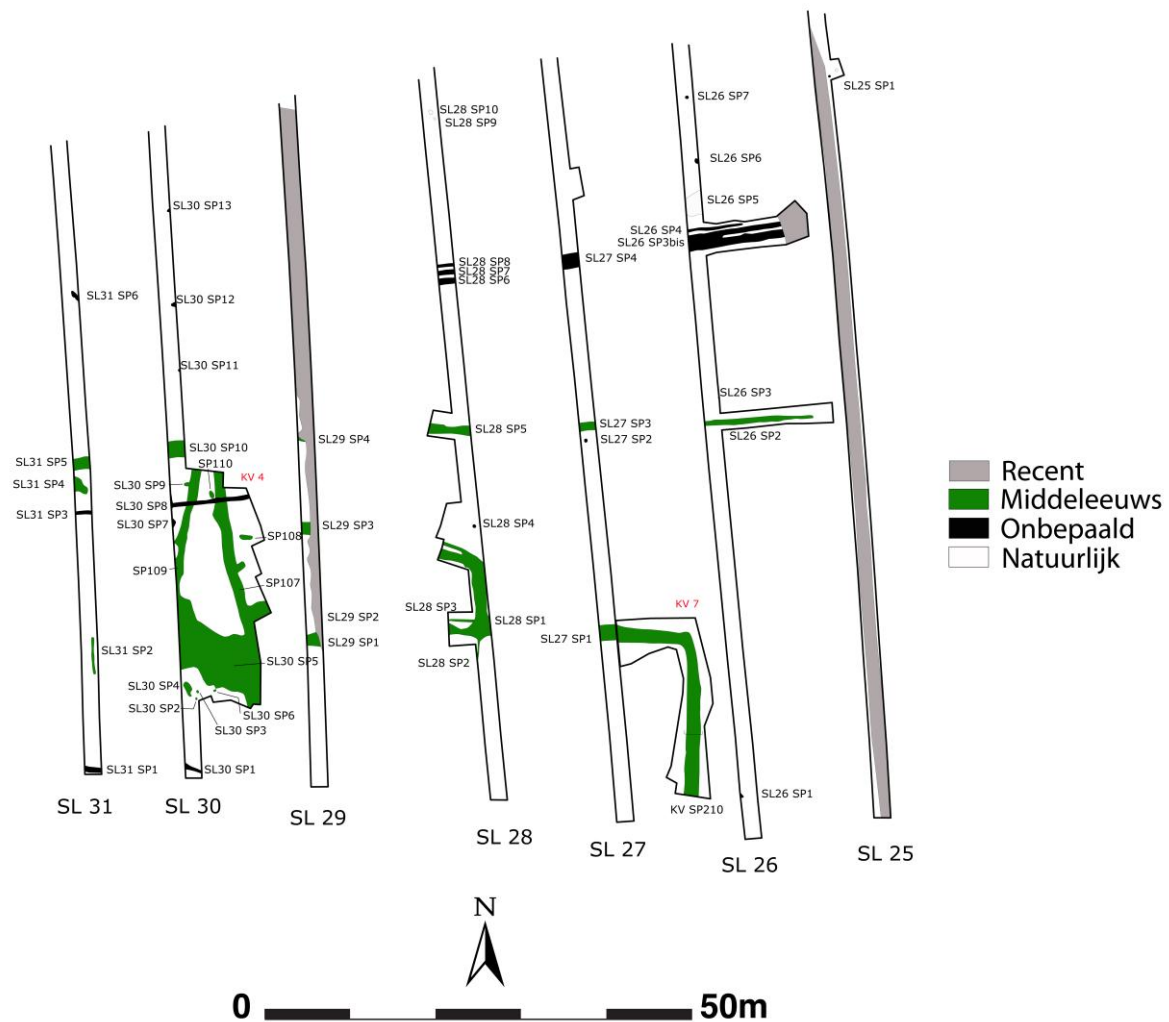 SL25 SP1
SL26 SP7
SL28 SP10
SL28 SP9
SL26 SP6
SL26 SP5
SL30 SP13
SL26 SP4
SL26 SP3bis
SL28 SP8
SL28 SP7
SL28 SP6
SL27 SP4
SL31 SP6
SL30 SP12
SL30 SP11
SL26 SP3
SL27 SP3
SL28 SP5
SL27 SP2
SL26 SP2
SL29 SP4
SL30 SP10
SL31 SP5
SP110
KV 4
SL31 SP4
SL30 SP9
SL30 SP8
SL31 SP3
SL30 SP7
SL29 SP3
SL28 SP4
SP108
SP109
SP107
KV 7
SL28 SP3
SL29 SP2
SL28 SP1
SL27 SP1
SL29 SP1
SL31 SP2
SL30 SP5
SL28 SP2
SL30 SP4
SL30 SP2
SL30 SP6
SL30 SP3
SL31 SP1
SL30 SP1
SL26 SP1
KV SP210
SL 31
SL 30
SL 29
SL 28
SL 27
SL 26
SL 25
Recent
Middeleeuws
Onbepaald
Natuurlijk
N
0 50m